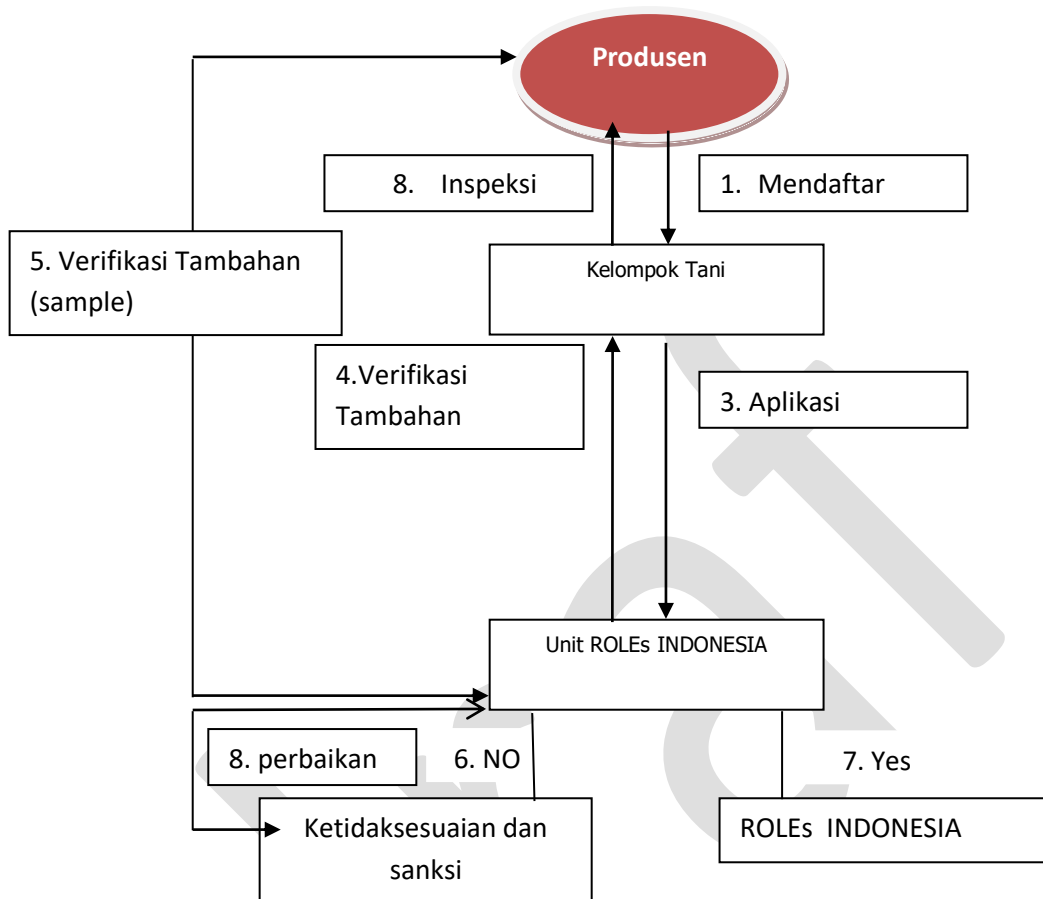 Produsen
8. Inspeksi
1. Mendaftar
5. Verifikasi Tambahan
(sample)
Kelompok Tani
4.Verifikasi
Tambahan
3. Aplikasi
Unit ROLEs INDONESIA
8. perbaikan
6. NO
7. Yes
Ketidaksesuaian dan
sanksi
ROLEs INDONESIA